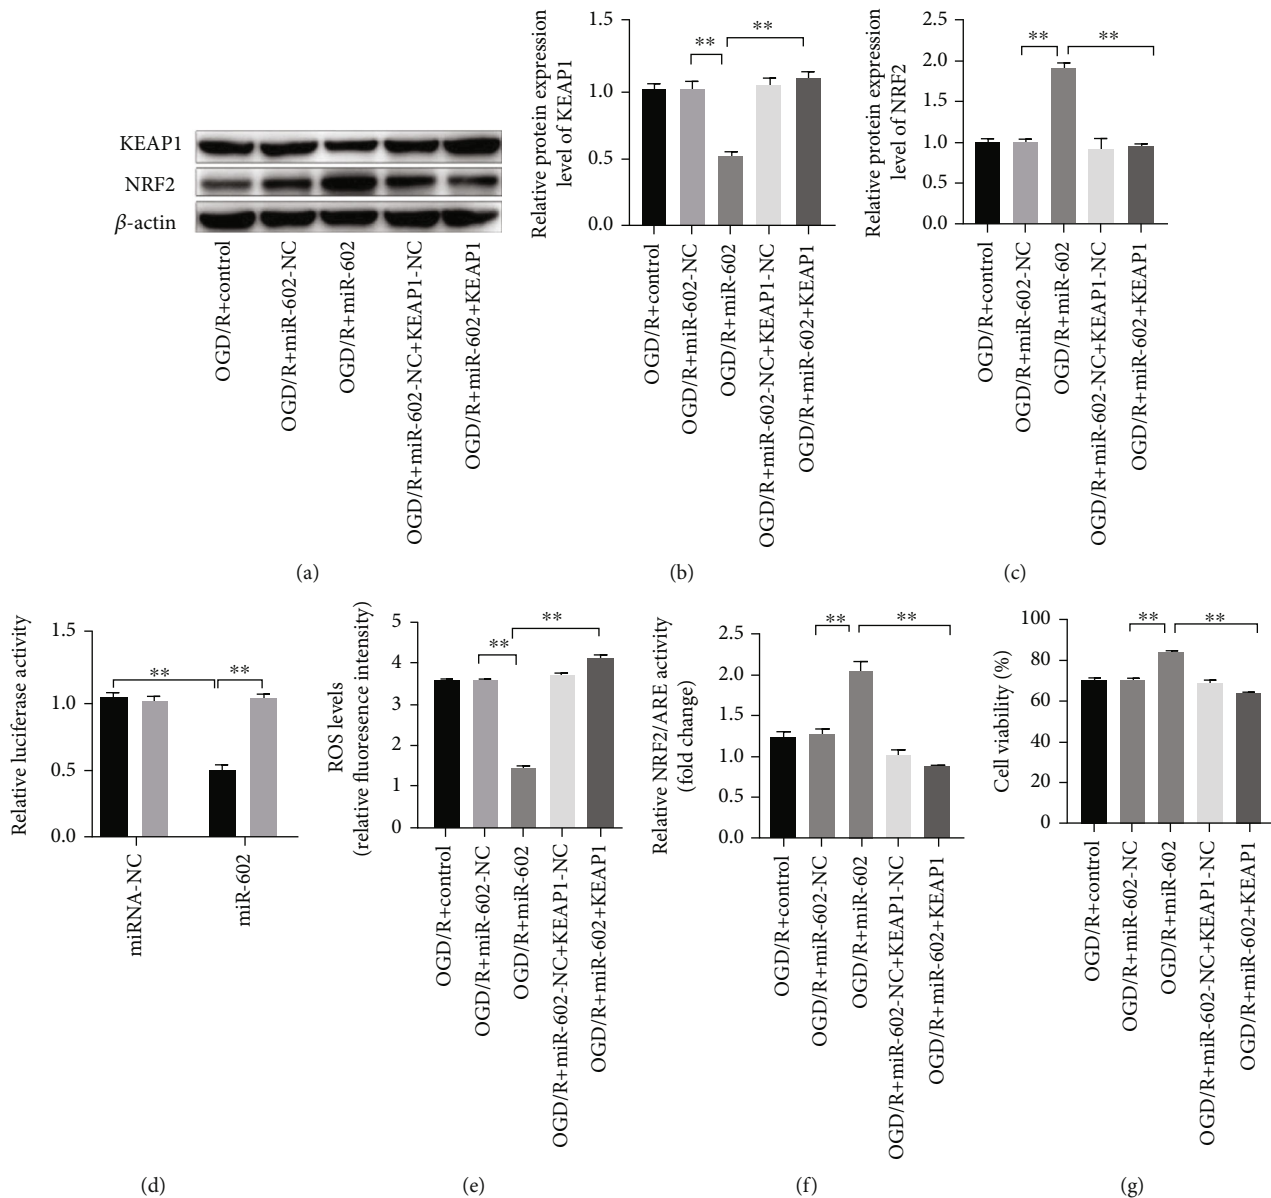 KEAP1
NRF2
β-actin
OGD/R+control
OGD/R+miR-602-NC
OGD/R+miR-602
OGD/R+miR-602-NC+KEAP1-NC
OGD/R+miR-602+KEAP1
(a)
Relative protein expression
level of KEAP1
1.5
1.0
0.5
0.0
**
**
OGD/R+control
OGD/R+miR-602-NC
OGD/R+miR-602
OGD/R+miR-602-NC+KEAP1-NC
OGD/R+miR-602+KEAP1
(b)
Relative protein expression
level of NRF2
2.5
2.0
1.5
1.0
0.5
0.0
**
**
OGD/R+control
OGD/R+miR-602-NC
OGD/R+miR-602
OGD/R+miR-602-NC+KEAP1-NC
OGD/R+miR-602+KEAP1
(c)
Relative luciferase activity
1.5
1.0
0.5
0.0
**
**
miRNA-NC
miR-602
(d)
ROS levels
(relative fluoresence intensity)
5
4
3
2
1
0
**
**
OGD/R+control
OGD/R+miR-602-NC
OGD/R+miR-602
OGD/R+miR-602-NC+KEAP1-NC
OGD/R+miR-602+KEAP1
(e)
Relative NRF2/ARE activity
(fold change)
2.5
2.0
1.5
1.0
0.5
0.0
**
**
OGD/R+control
OGD/R+miR-602-NC
OGD/R+miR-602
OGD/R+miR-602-NC+KEAP1-NC
OGD/R+miR-602+KEAP1
(f)
Cell viability (%)
100
80
60
40
20
0
**
**
OGD/R+control
OGD/R+miR-602-NC
OGD/R+miR-602
OGD/R+miR-602-NC+KEAP1-NC
OGD/R+miR-602+KEAP1
(g)